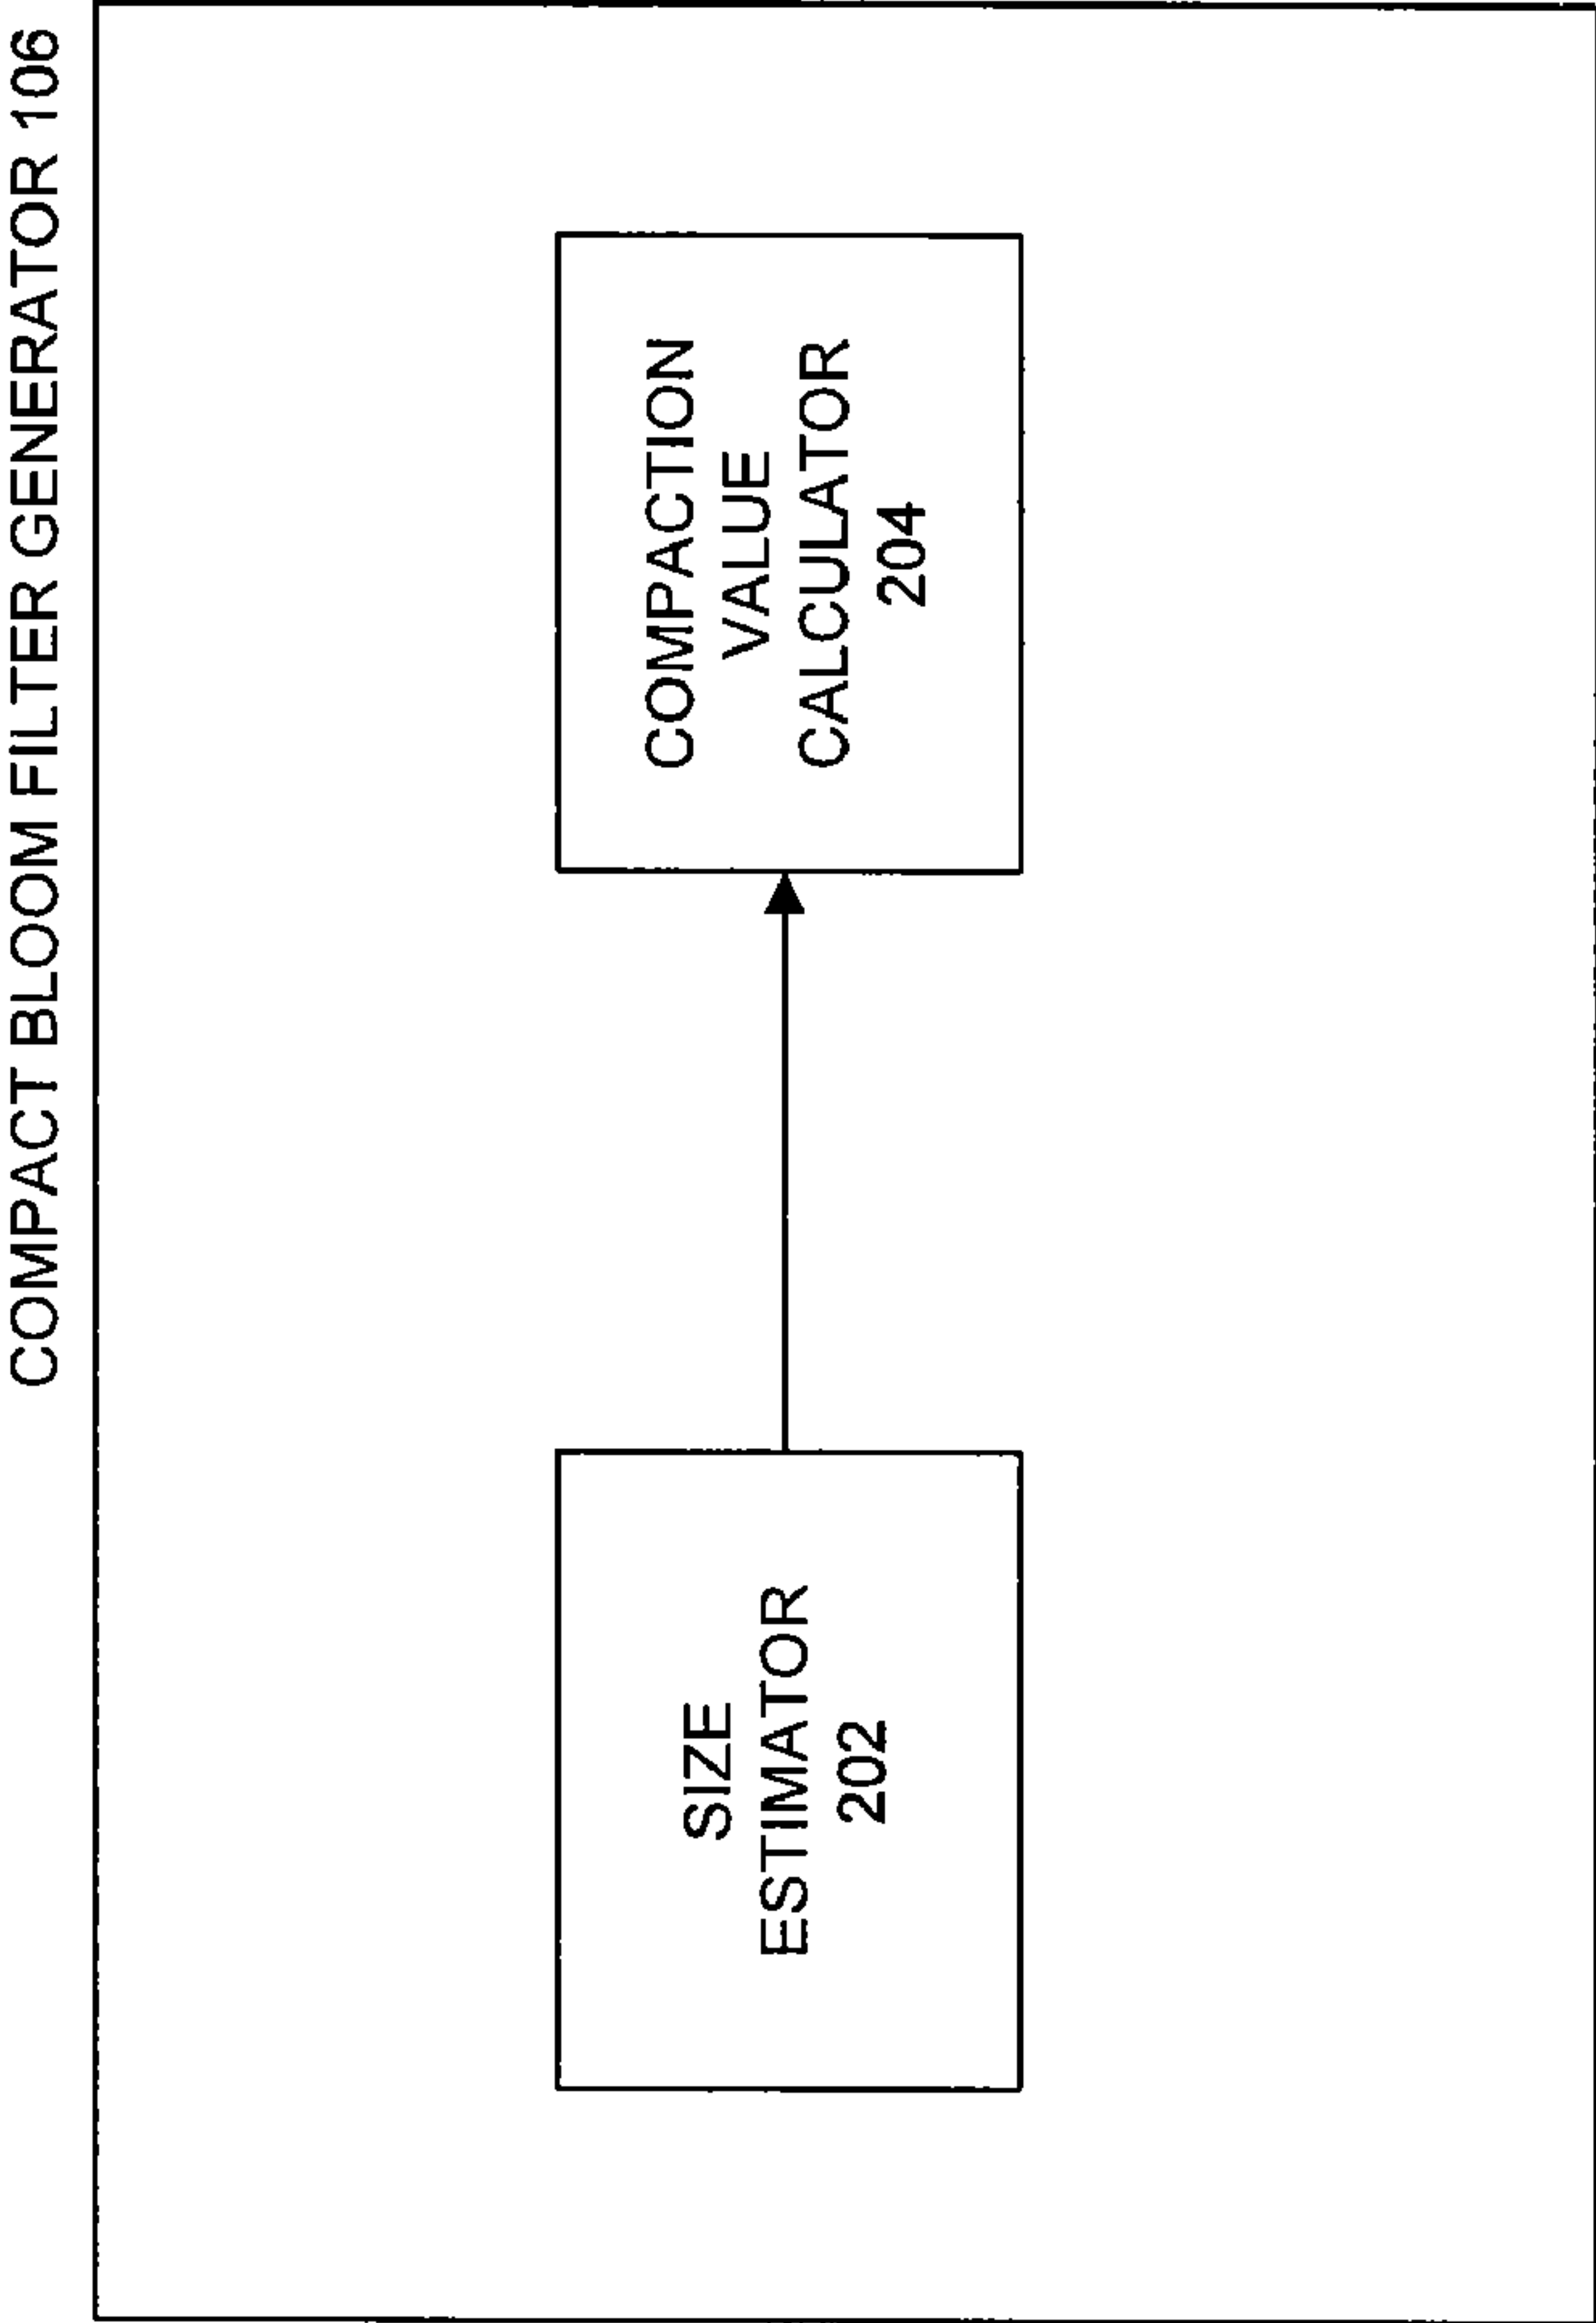 COMPACT BLOOM FILTER GENERATOR 106
SIZE
ESTIMATOR
202
COMPACTION
VALUE
CALCULATOR
204